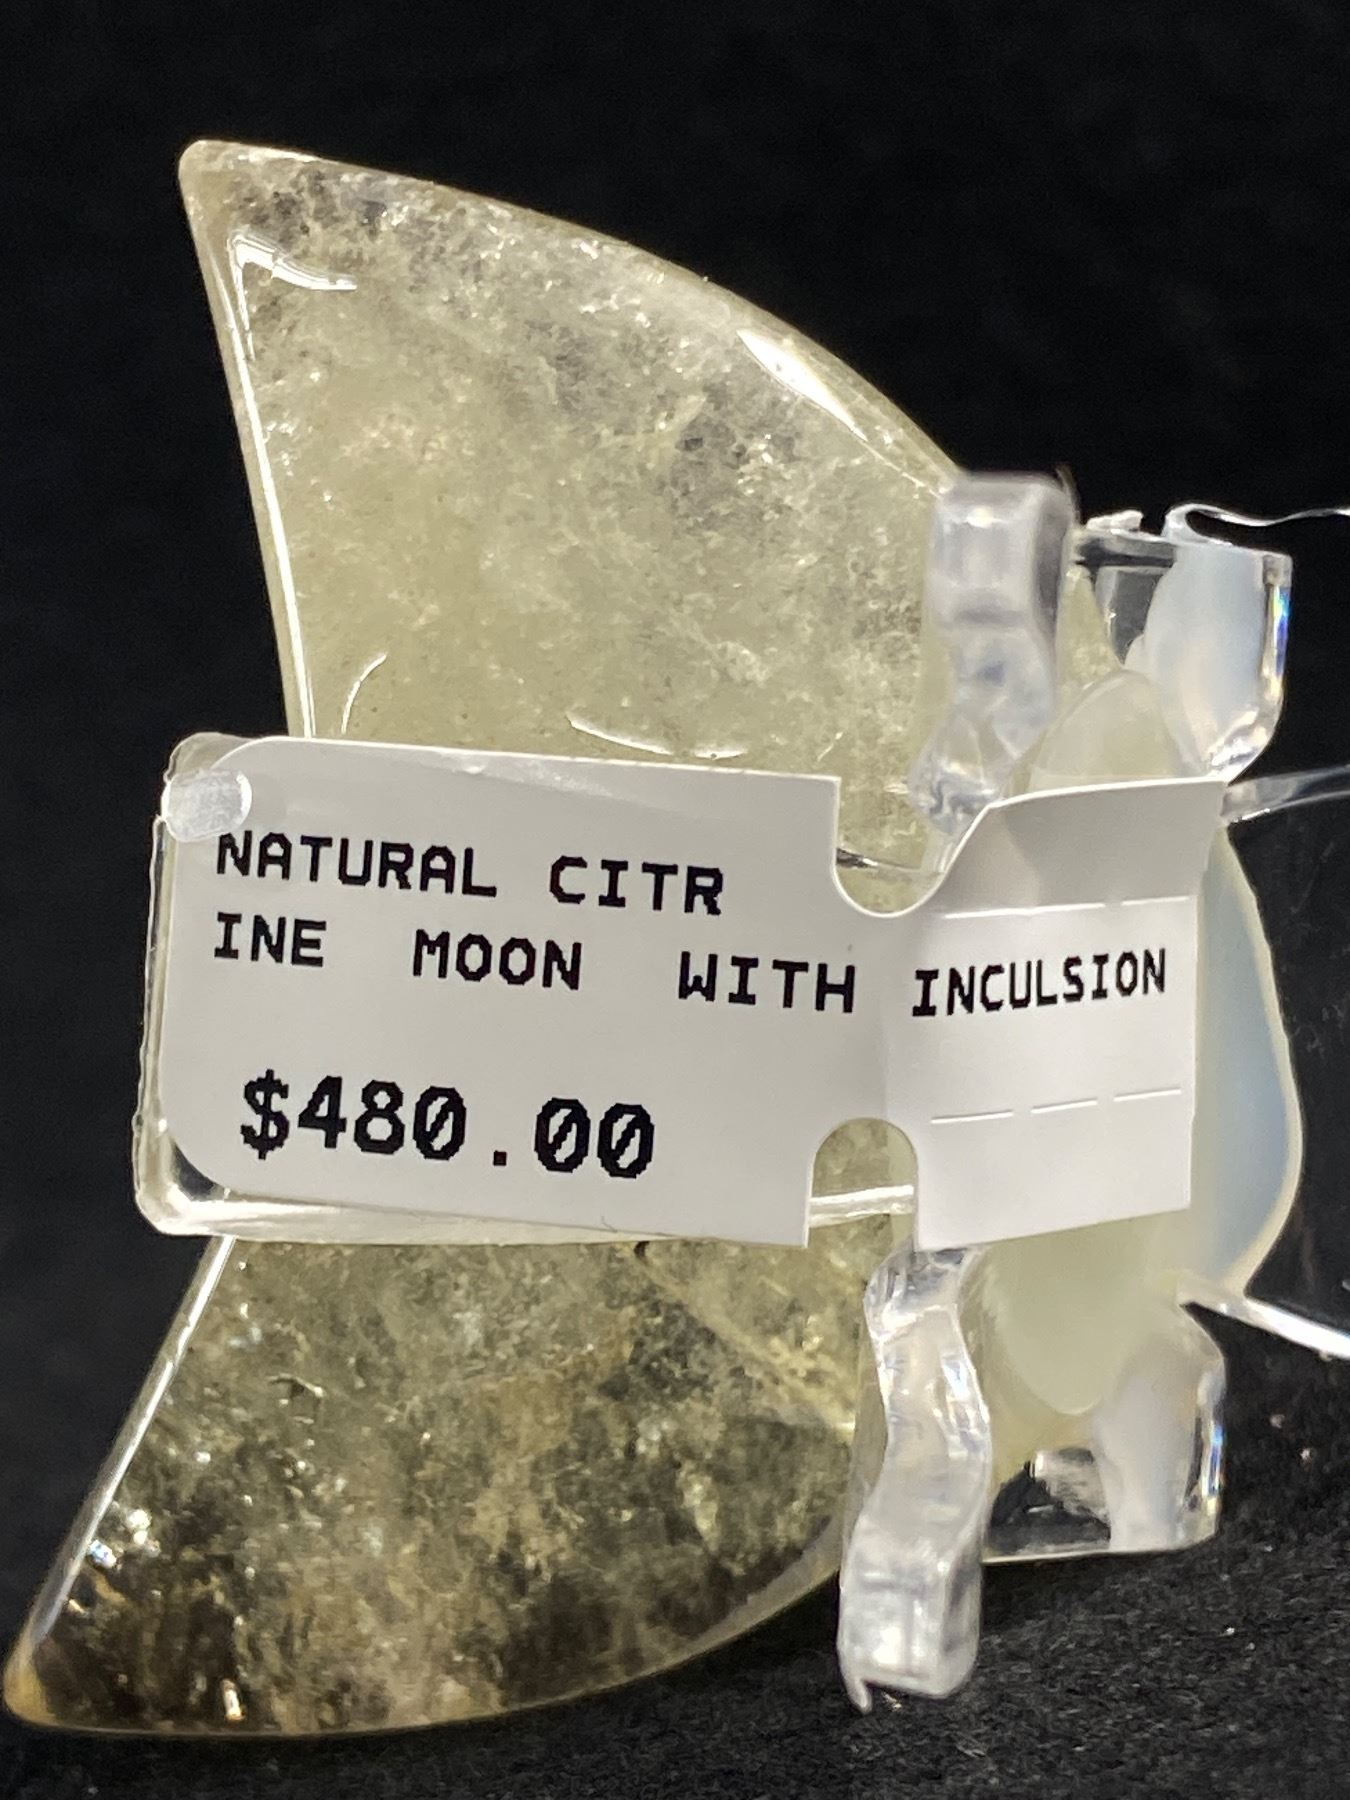 NATURAL CITR
INE MOON WITH INCULSION
$480.00